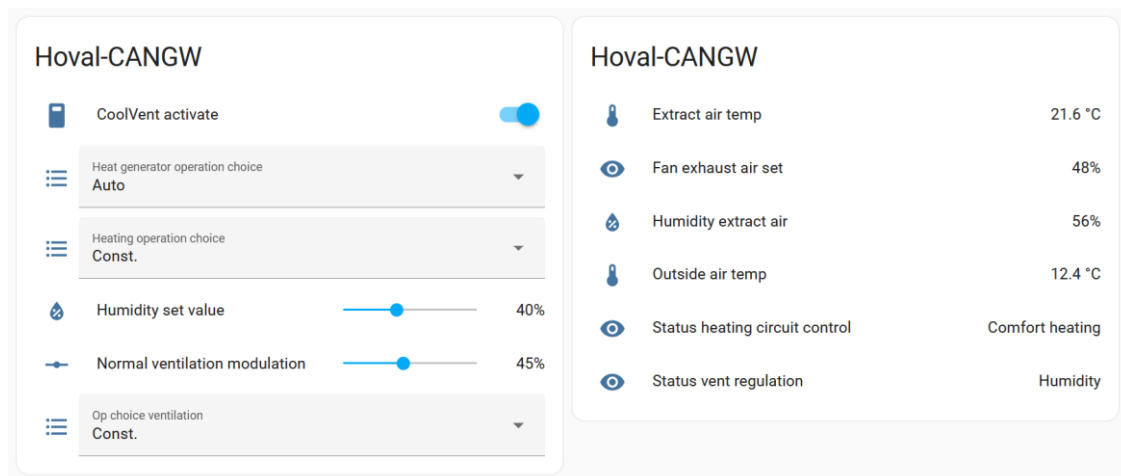 Hoval-CANGW
CoolVent activate
Heat generator operation choice
Auto
Heating operation choice
Const.
Humidity set value 40%
Normal ventilation modulation 45%
Op choice ventilation
Const.
Hoval-CANGW
Extract air temp 21.6 °C
Fan exhaust air set 48%
Humidity extract air 56%
Outside air temp 12.4 °C
Status heating circuit control Comfort heating
Status vent regulation Humidity